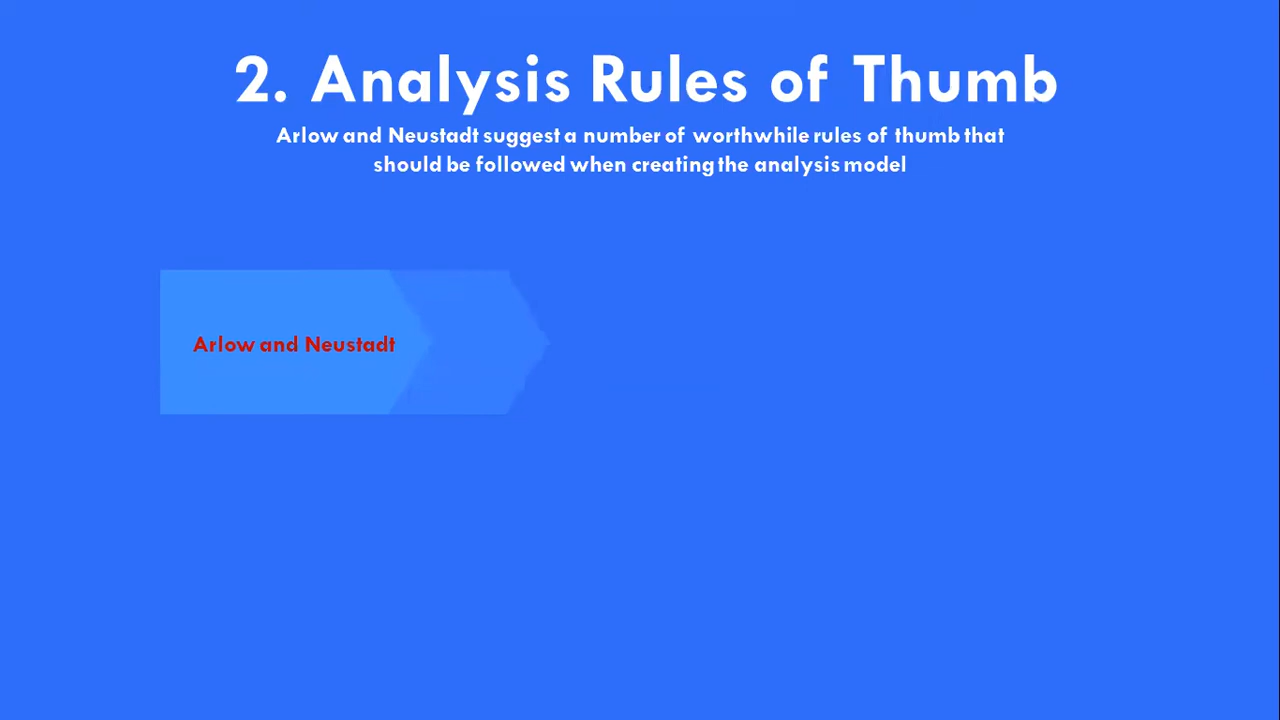 2. Analysis Rules of Thumb
Arlow and Neustadt suggest a number of worthwhile rules of thumb that
should be followed when creating the analysis model
Arlow and Neustadt